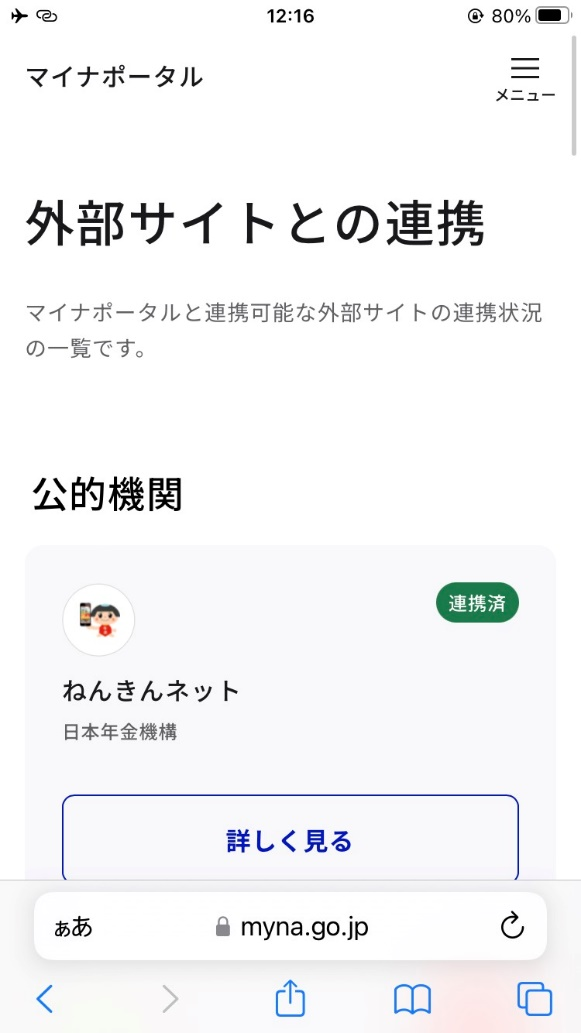 12:16
80%
マイナポータル
メニュー
外部サイトとの連携
マイナポータルと連携可能な外部サイトの連携状況
の一覧です。
公的機関
連携済
ねんきんネット
日本年金機構
詳しく見る
ぁあ
myna.go.jp